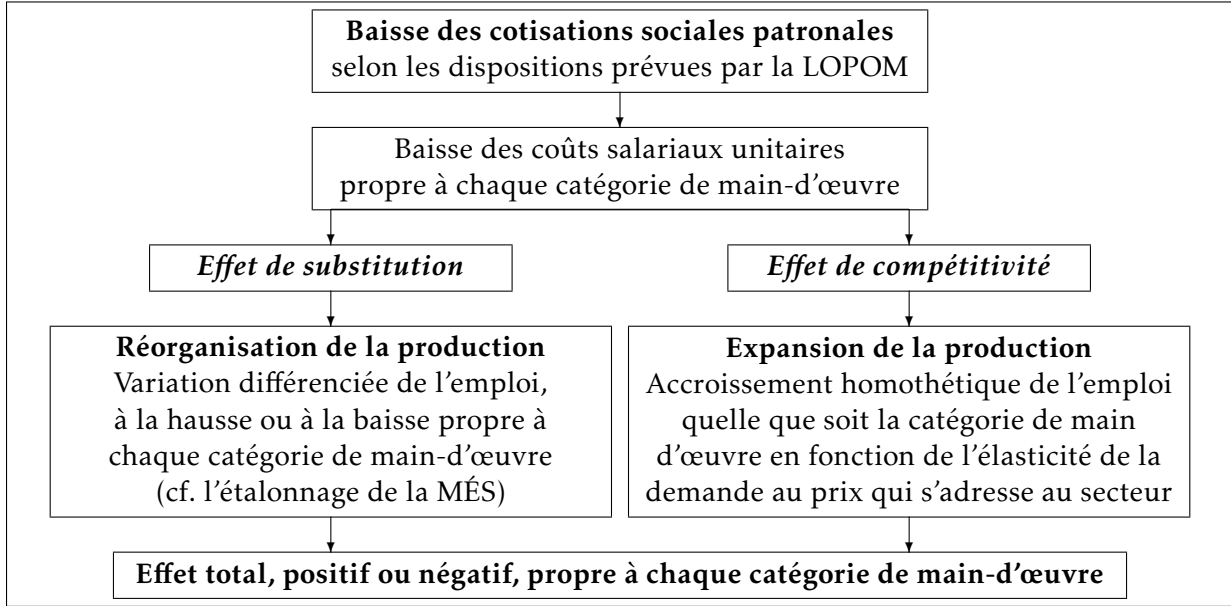 Baisse des cotisations sociales patronales
selon les dispositions prévues par la LOPOM
Baisse des coûts salariaux unitaires
propre à chaque catégorie de main-d'œuvre
Effet de substitution
Effet de compétitivité
Réorganisation de la production
Variation différenciée de l'emploi,
à la hausse ou à la baisse propre à
chaque catégorie de main-d'œuvre
(cf. l'étalonnage de la MÉS)
Expansion de la production
Accroissement homothétique de l'emploi
quelle que soit la catégorie de main
d'œuvre en fonction de l'élasticité de la
demande au prix qui s'adresse au secteur
Effet total, positif ou négatif, propre à chaque catégorie de main-d'œuvre